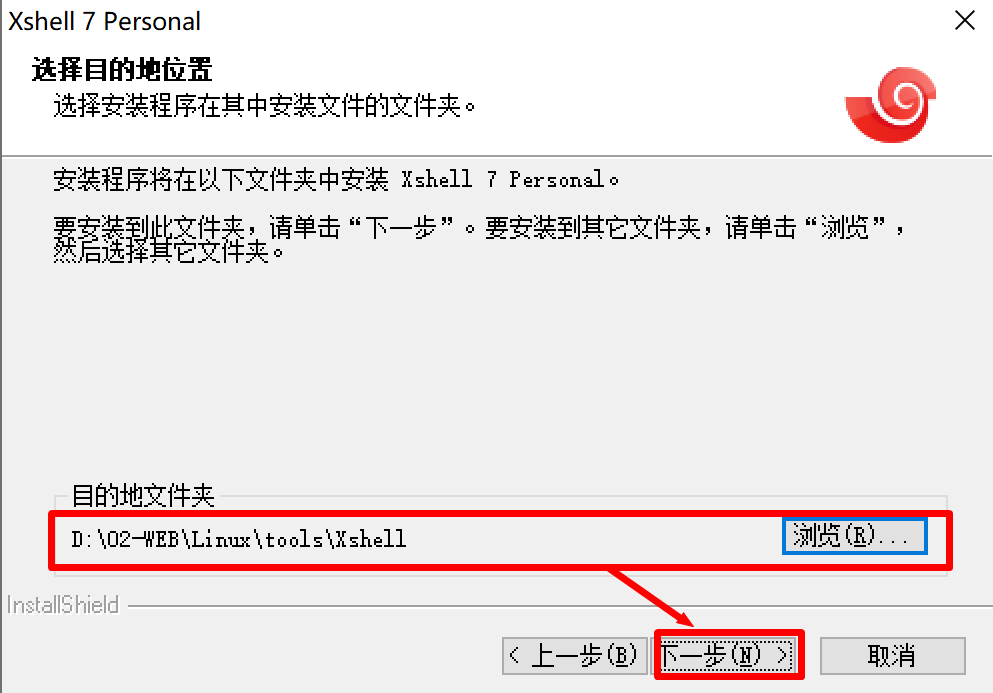 Xshell 7 Personal
选择目的地位置
选择安装程序在其中安装文件的文件夹。
安装程序将在以下文件夹中安装 Xshell 7 Personal。
要安装到此文件夹，请单击“下一步”。要安装到其它文件夹，请单击“浏览”，
然后选择其它文件夹。
目的地文件夹
D:\02-WEB\Linux\tools\Xshell
浏览(R)...
InstallShield
< 上一步(B)
下一步(N) >
取消